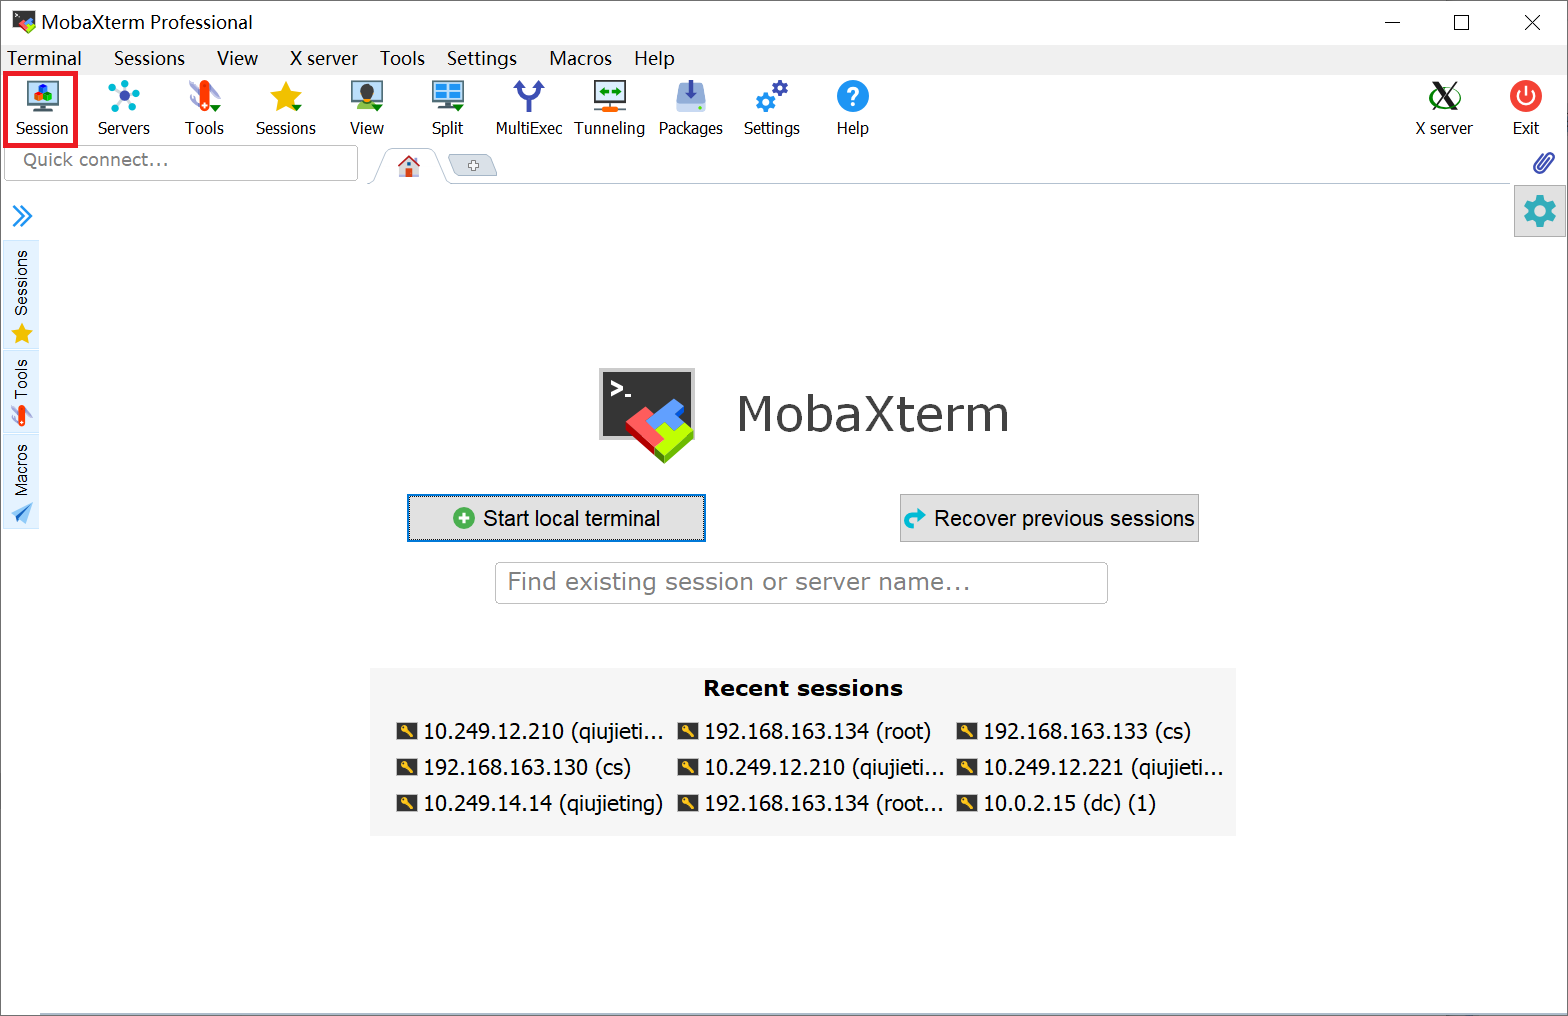 MobaXterm Professional
Terminal Sessions View X server Tools Settings Macros Help
Session Servers Tools Sessions View Split MultiExec Tunneling Packages Settings Help X server Exit
Quick connect...
Sessions
Tools
Macros
>_
MobaXterm
Start local terminal Recover previous sessions
Find existing session or server name...
Recent sessions
10.249.12.210 (qiujieti... 192.168.163.134 (root) 192.168.163.133 (cs)
192.168.163.130 (cs) 10.249.12.210 (qiujieti... 10.249.12.221 (qiujieti...
10.249.14.14 (qiujieting) 192.168.163.134 (root... 10.0.2.15 (dc) (1)